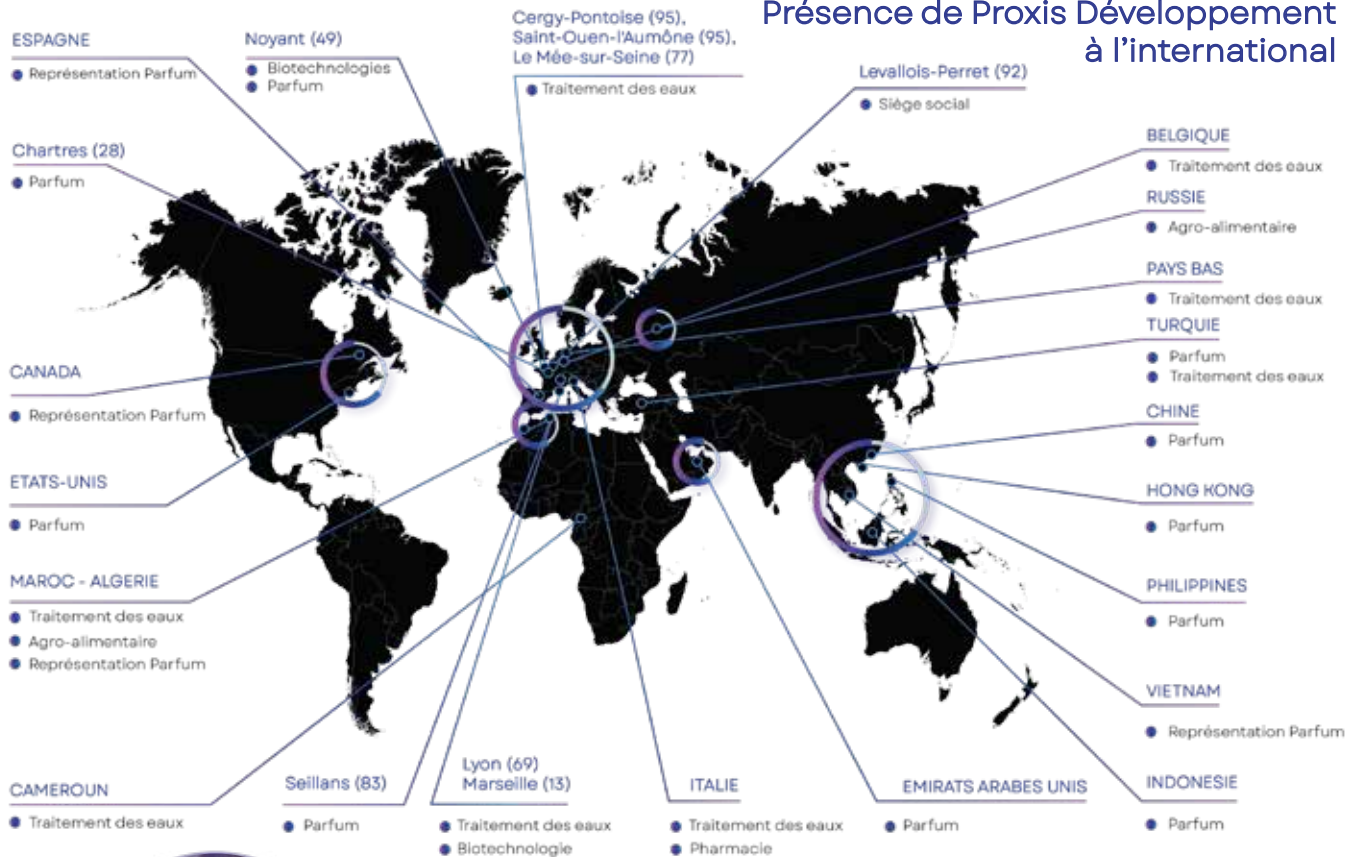 Présence de Proxis Développement
à l'international
ESPAGNE
Représentation Parfum
Noyant (49)
Biotechnologies
Parfum
Cergy-Pontoise (95),
Saint-Ouen-l'Aumône (95),
Le Mée-sur-Seine (77)
Traitement des eaux
Levallois-Perret (92)
Siège social
Chartres (28)
Parfum
BELGIQUE
Traitement des eaux
RUSSIE
Agro-alimentaire
PAYS BAS
Traitement des eaux
TURQUIE
Parfum
Traitement des eaux
CHINE
Parfum
HONG KONG
Parfum
PHILIPPINES
Parfum
VIETNAM
Représentation Parfum
INDONESIE
Parfum
CANADA
Représentation Parfum
ETATS-UNIS
Parfum
MAROC - ALGERIE
Traitement des eaux
Agro-alimentaire
Représentation Parfum
CAMEROUN
Traitement des eaux
Seillans (83)
Parfum
Lyon (69)
Marseille (13)
Traitement des eaux
Biotechnologie
ITALIE
Traitement des eaux
Pharmacie
EMIRATS ARABES UNIS
Parfum